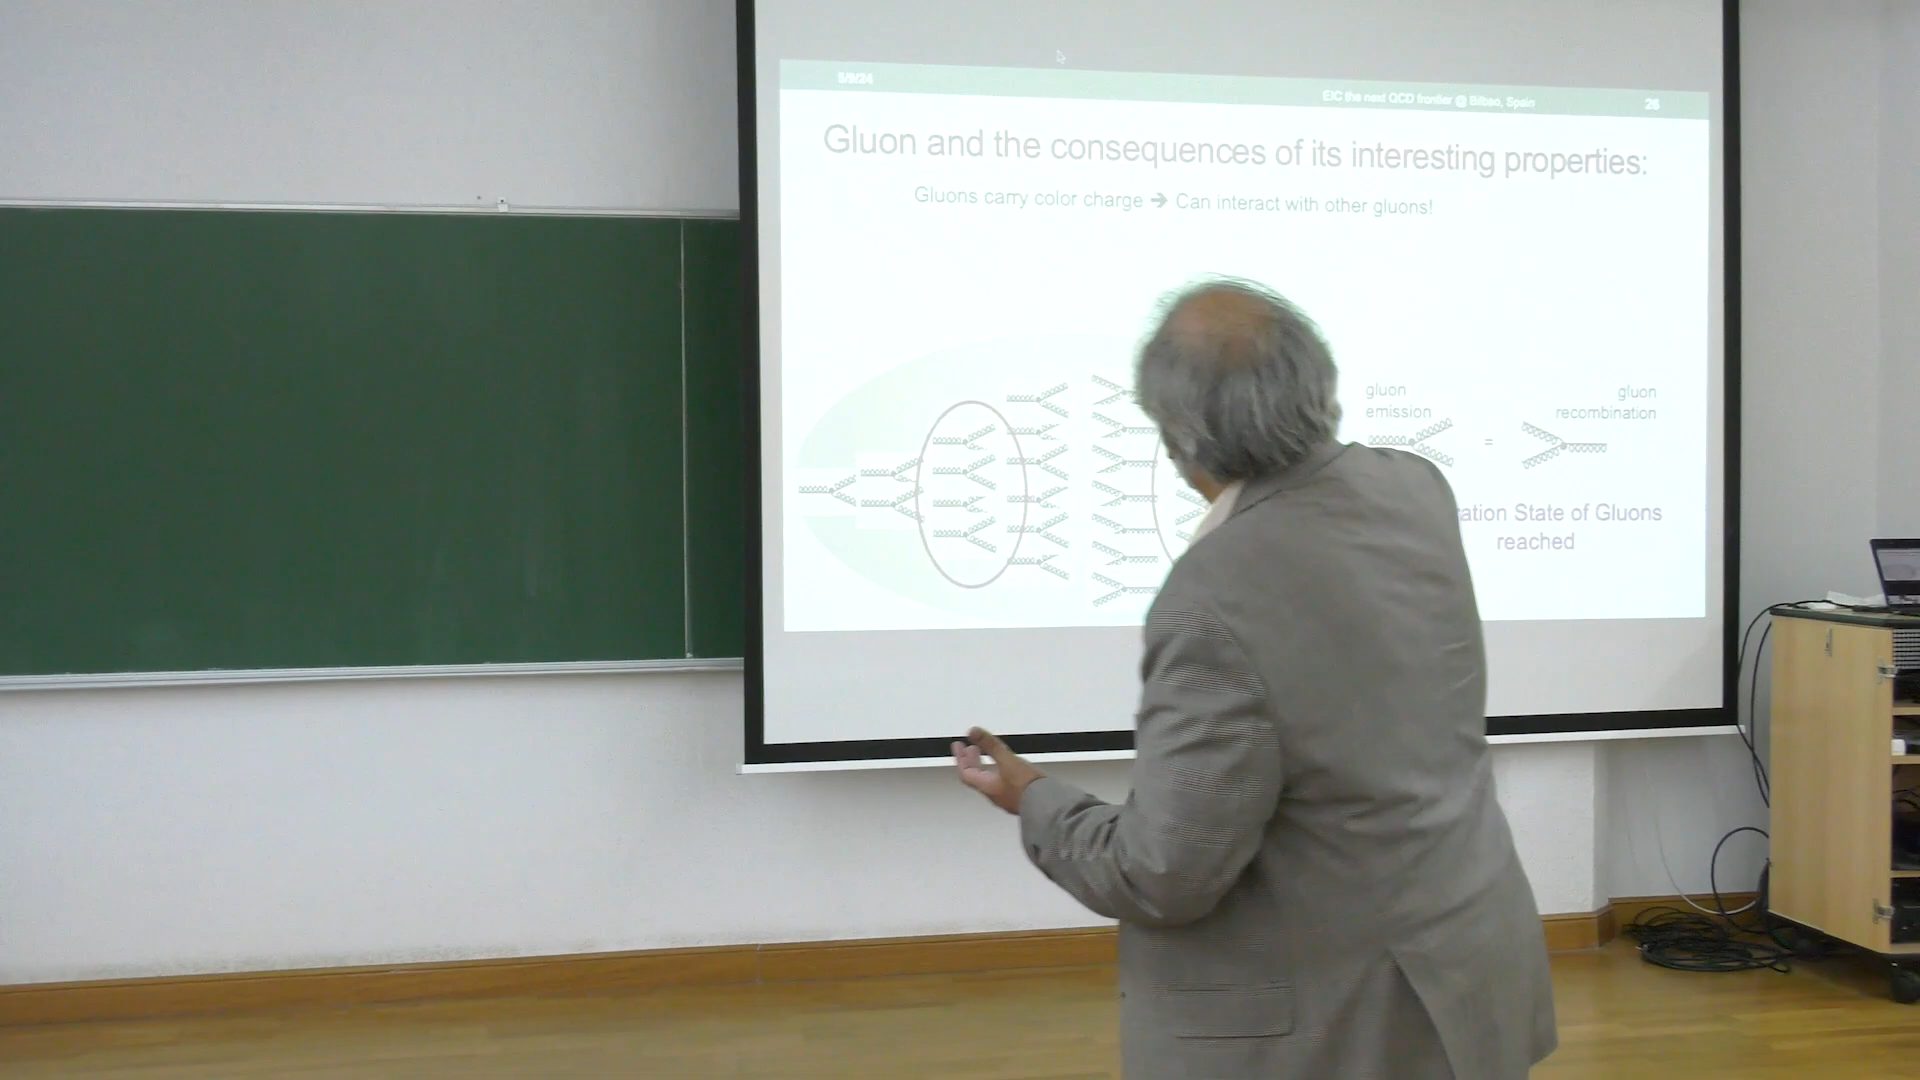 5/9/24
EIC the next QCD frontier @ Bilbao, Spain
26
Gluon and the consequences of its interesting properties:
Gluons carry color charge ➔ Can interact with other gluons!
gluon
emission
=
gluon
recombination
ation State of Gluons
reached